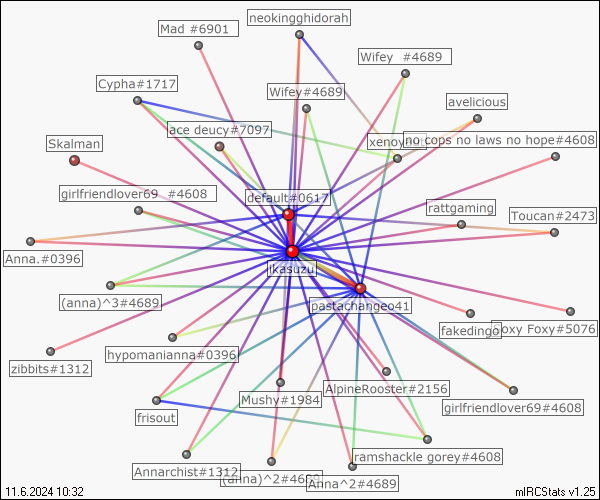 neokingghidorah
Mad #6901
Wifey  #4689
Cypha#1717
Wifey#4689
avelicious
ace deucy#7097
no cops no laws no hope#4608
Skalman
girlfriendlover69  #4608
default#0617
rattgaming
Toucan#2473
Anna.#0396
ikasuzu
(anna)^3#4689
pastachangeo41
fakedingo
Foxy Foxy#5076
hypomanianna#0396
zibbits#1312
AlpineRooster#2156
Mushy#1984
girlfriendlover69#4608
frisout
ramshackle gorey#4608
Annarchist#1312
(anna)^2#4689
Anna^2#4689
11.6.2024 10:32
mIRCStats v1.25